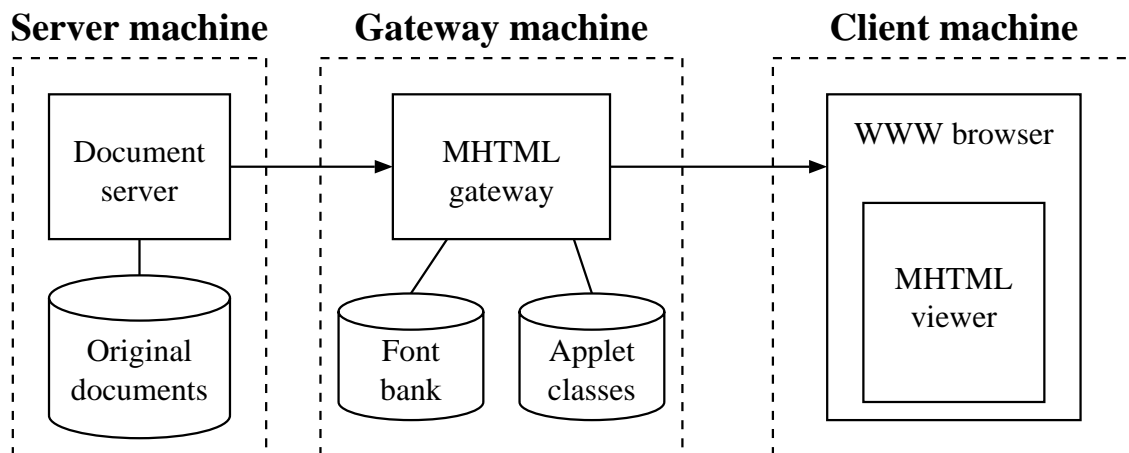 Server machine
Gateway machine
Client machine
Document
server
Original
documents
MHTML
gateway
Font
bank
Applet
classes
WWW browser
MHTML
viewer